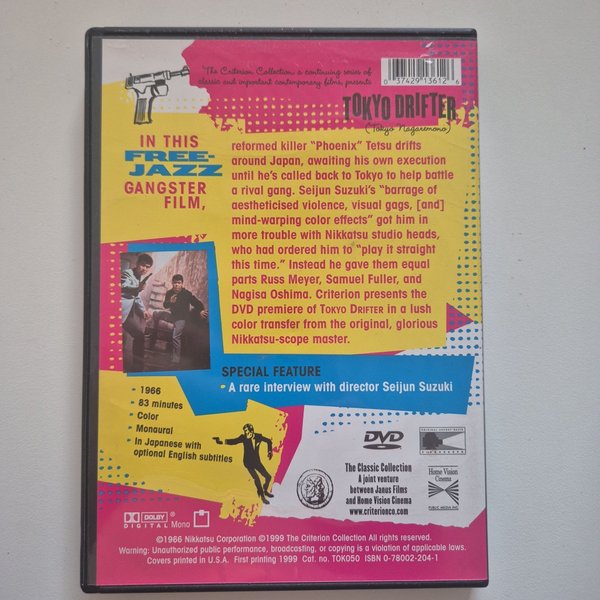 The Criterion Collection, a continuing series of
classic and important contemporary films, presents
0 37429 13612 6
TOKYO DRIFTER
(Tokyo Nagaremono)
IN THIS
FREE-
JAZZ
GANGSTER
FILM,
reformed killer "Phoenix" Tetsu drifts
around Japan, awaiting his own execution
until he's called back to Tokyo to help battle
a rival gang. Seijun Suzuki's "barrage of
aestheticised violence, visual gags, [and]
mind-warping color effects" got him in
more trouble with Nikkatsu studio heads,
who had ordered him to "play it straight
this time." Instead he gave them equal
parts Russ Meyer, Samuel Fuller, and
Nagisa Oshima. Criterion presents the
DVD premiere of TOKYO DRIFTER in a lush
color transfer from the original, glorious
Nikkatsu-scope master.
SPECIAL FEATURE
- A rare interview with director Seijun Suzuki
- 1966
- 83 minutes
- Color
- Monaural
- In Japanese with
optional English subtitles
DVD
The Classic Collection
A joint venture
between Janus Films
and Home Vision Cinema
www.criterionco.com
Home Vision
Cinema
PUBLIC MEDIA INC.
DOLBY
DIGITAL Mono
©1966 Nikkatsu Corporation ©1999 The Criterion Collection All rights reserved.
Warning: Unauthorized public performance, broadcasting, or copying is a violation of applicable laws.
Covers printed in U.S.A. First printing 1999 Cat. no. TOK050 ISBN 0-78002-204-1